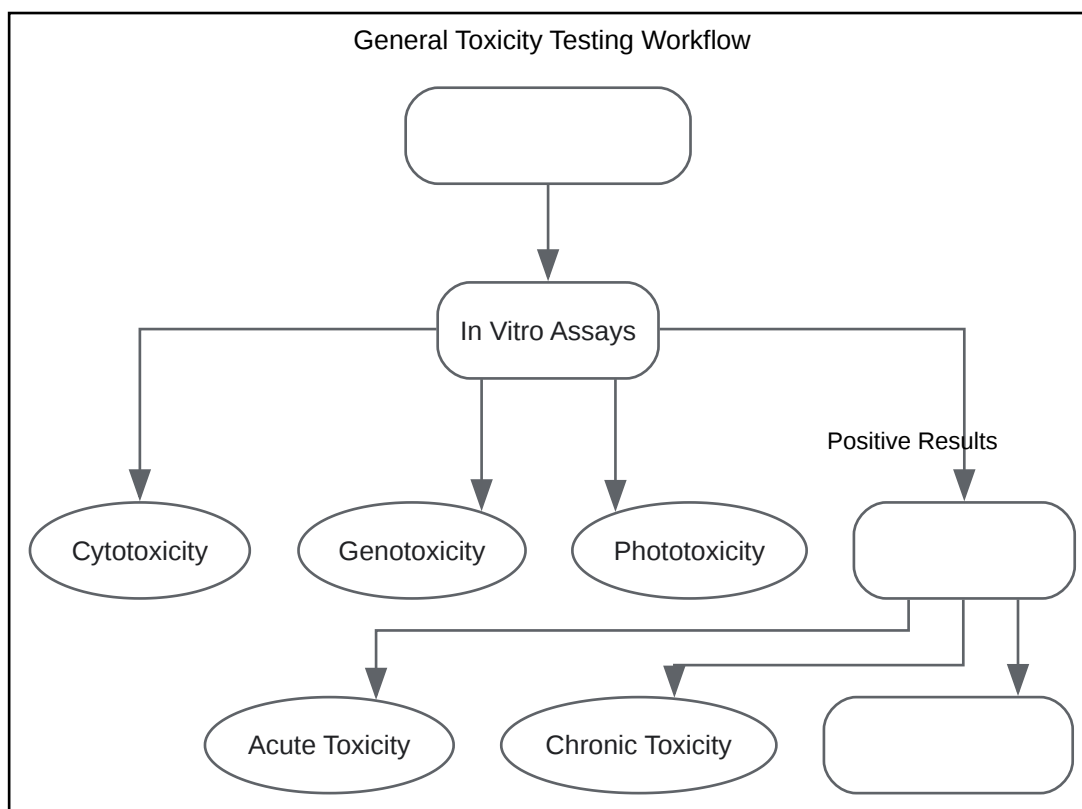 General Toxicity Testing Workflow
In Vitro Assays
Positive Results
Cytotoxicity
Genotoxicity
Phototoxicity
Acute Toxicity
Chronic Toxicity